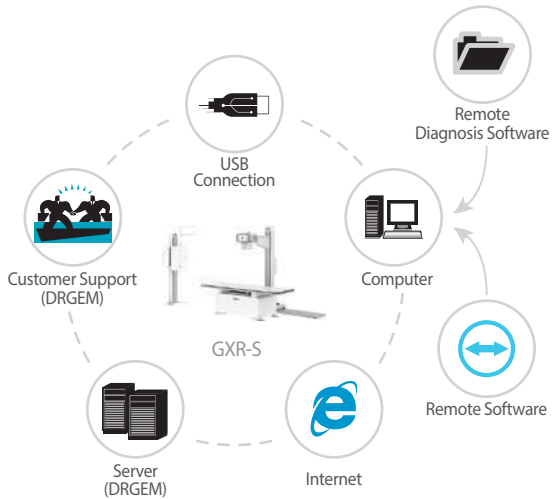 Remote
Diagnosis Software
USB
Connection
Customer Support
(DRGEM)
Computer
GXR-S
Remote Software
Server
(DRGEM)
Internet